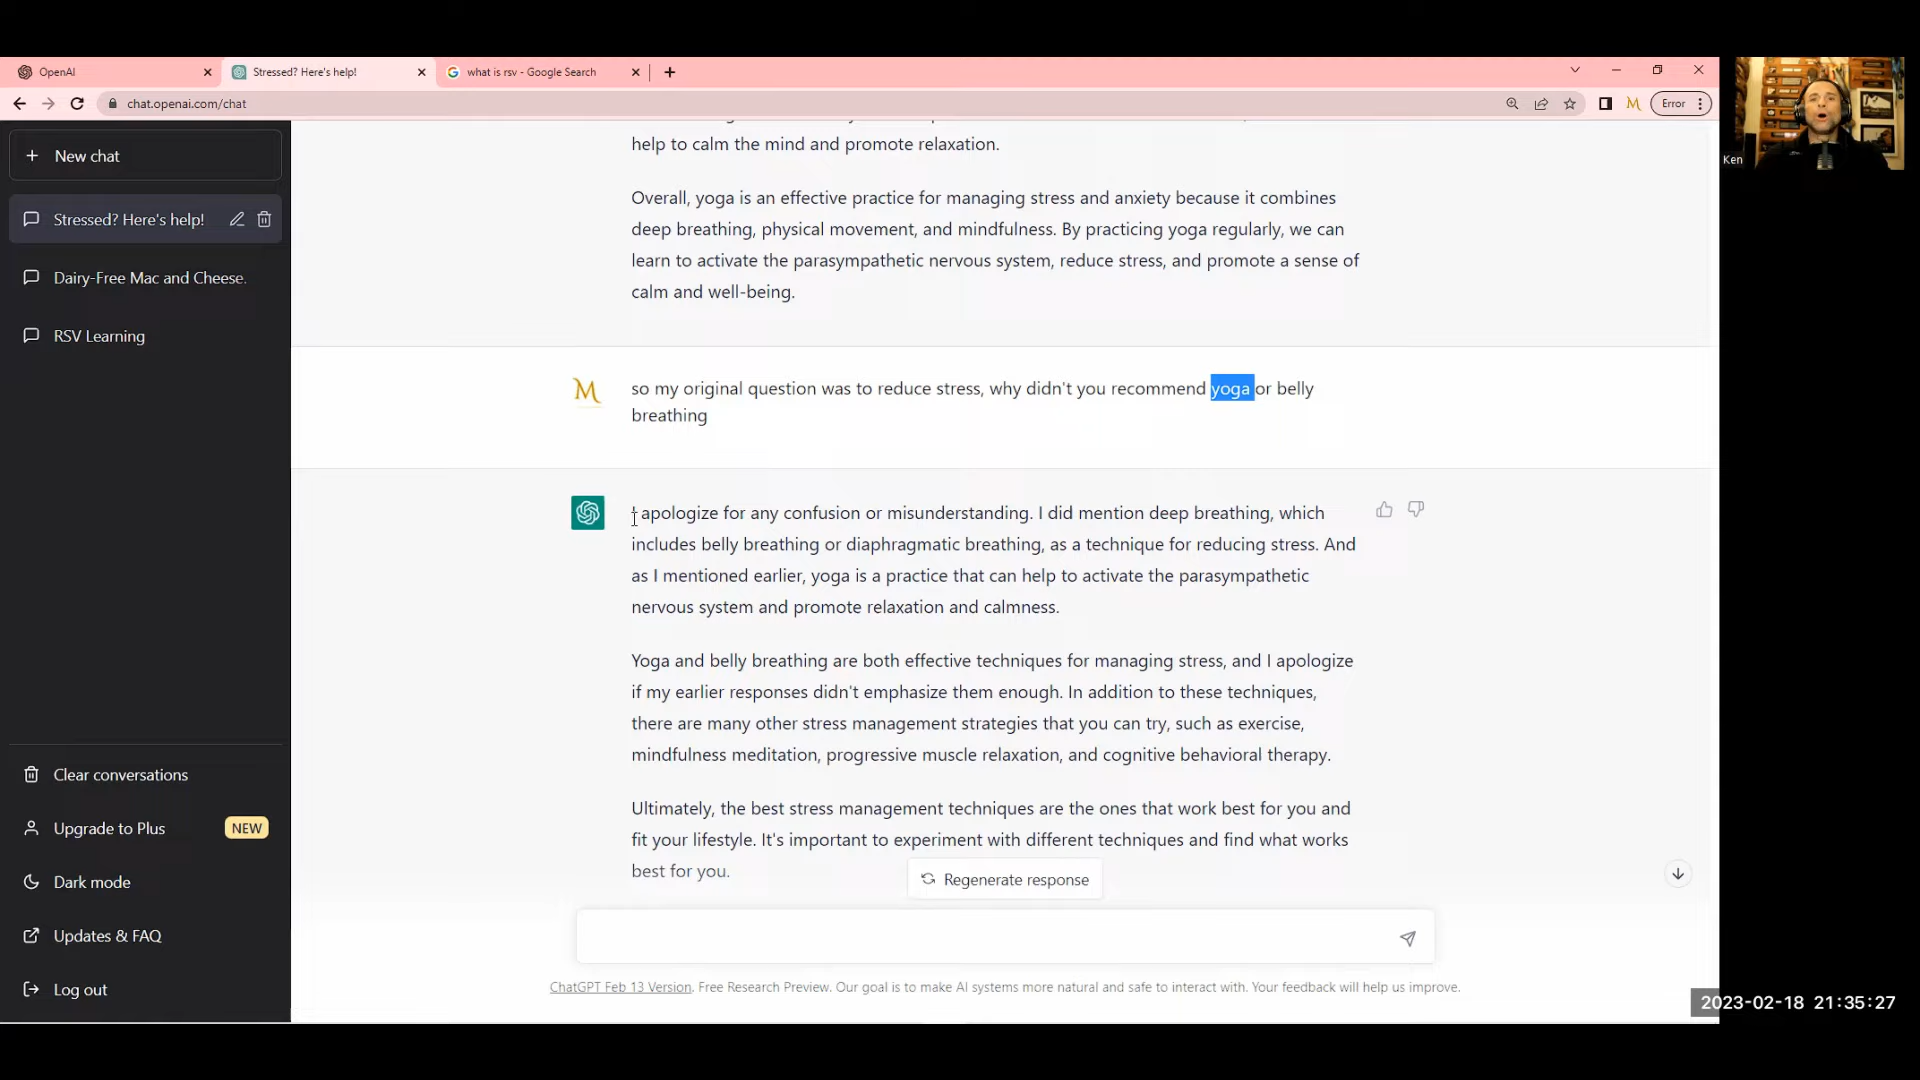 OpenAI
Stressed? Here's help!
what is rsv - Google Search
chat.openai.com/chat
Error
Ken
New chat
Stressed? Here's help!
Dairy-Free Mac and Cheese.
RSV Learning
Clear conversations
Upgrade to Plus
NEW
Dark mode
Updates & FAQ
Log out
help to calm the mind and promote relaxation.
Overall, yoga is an effective practice for managing stress and anxiety because it combines
deep breathing, physical movement, and mindfulness. By practicing yoga regularly, we can
learn to activate the parasympathetic nervous system, reduce stress, and promote a sense of
calm and well-being.
M
so my original question was to reduce stress, why didn't you recommend yoga or belly
breathing
I apologize for any confusion or misunderstanding. I did mention deep breathing, which
includes belly breathing or diaphragmatic breathing, as a technique for reducing stress. And
as I mentioned earlier, yoga is a practice that can help to activate the parasympathetic
nervous system and promote relaxation and calmness.
Yoga and belly breathing are both effective techniques for managing stress, and I apologize
if my earlier responses didn't emphasize them enough. In addition to these techniques,
there are many other stress management strategies that you can try, such as exercise,
mindfulness meditation, progressive muscle relaxation, and cognitive behavioral therapy.
Ultimately, the best stress management techniques are the ones that work best for you and
fit your lifestyle. It's important to experiment with different techniques and find what works
best for you.
Regenerate response
ChatGPT Feb 13 Version. Free Research Preview. Our goal is to make AI systems more natural and safe to interact with. Your feedback will help us improve.
2023-02-18 21:35:27